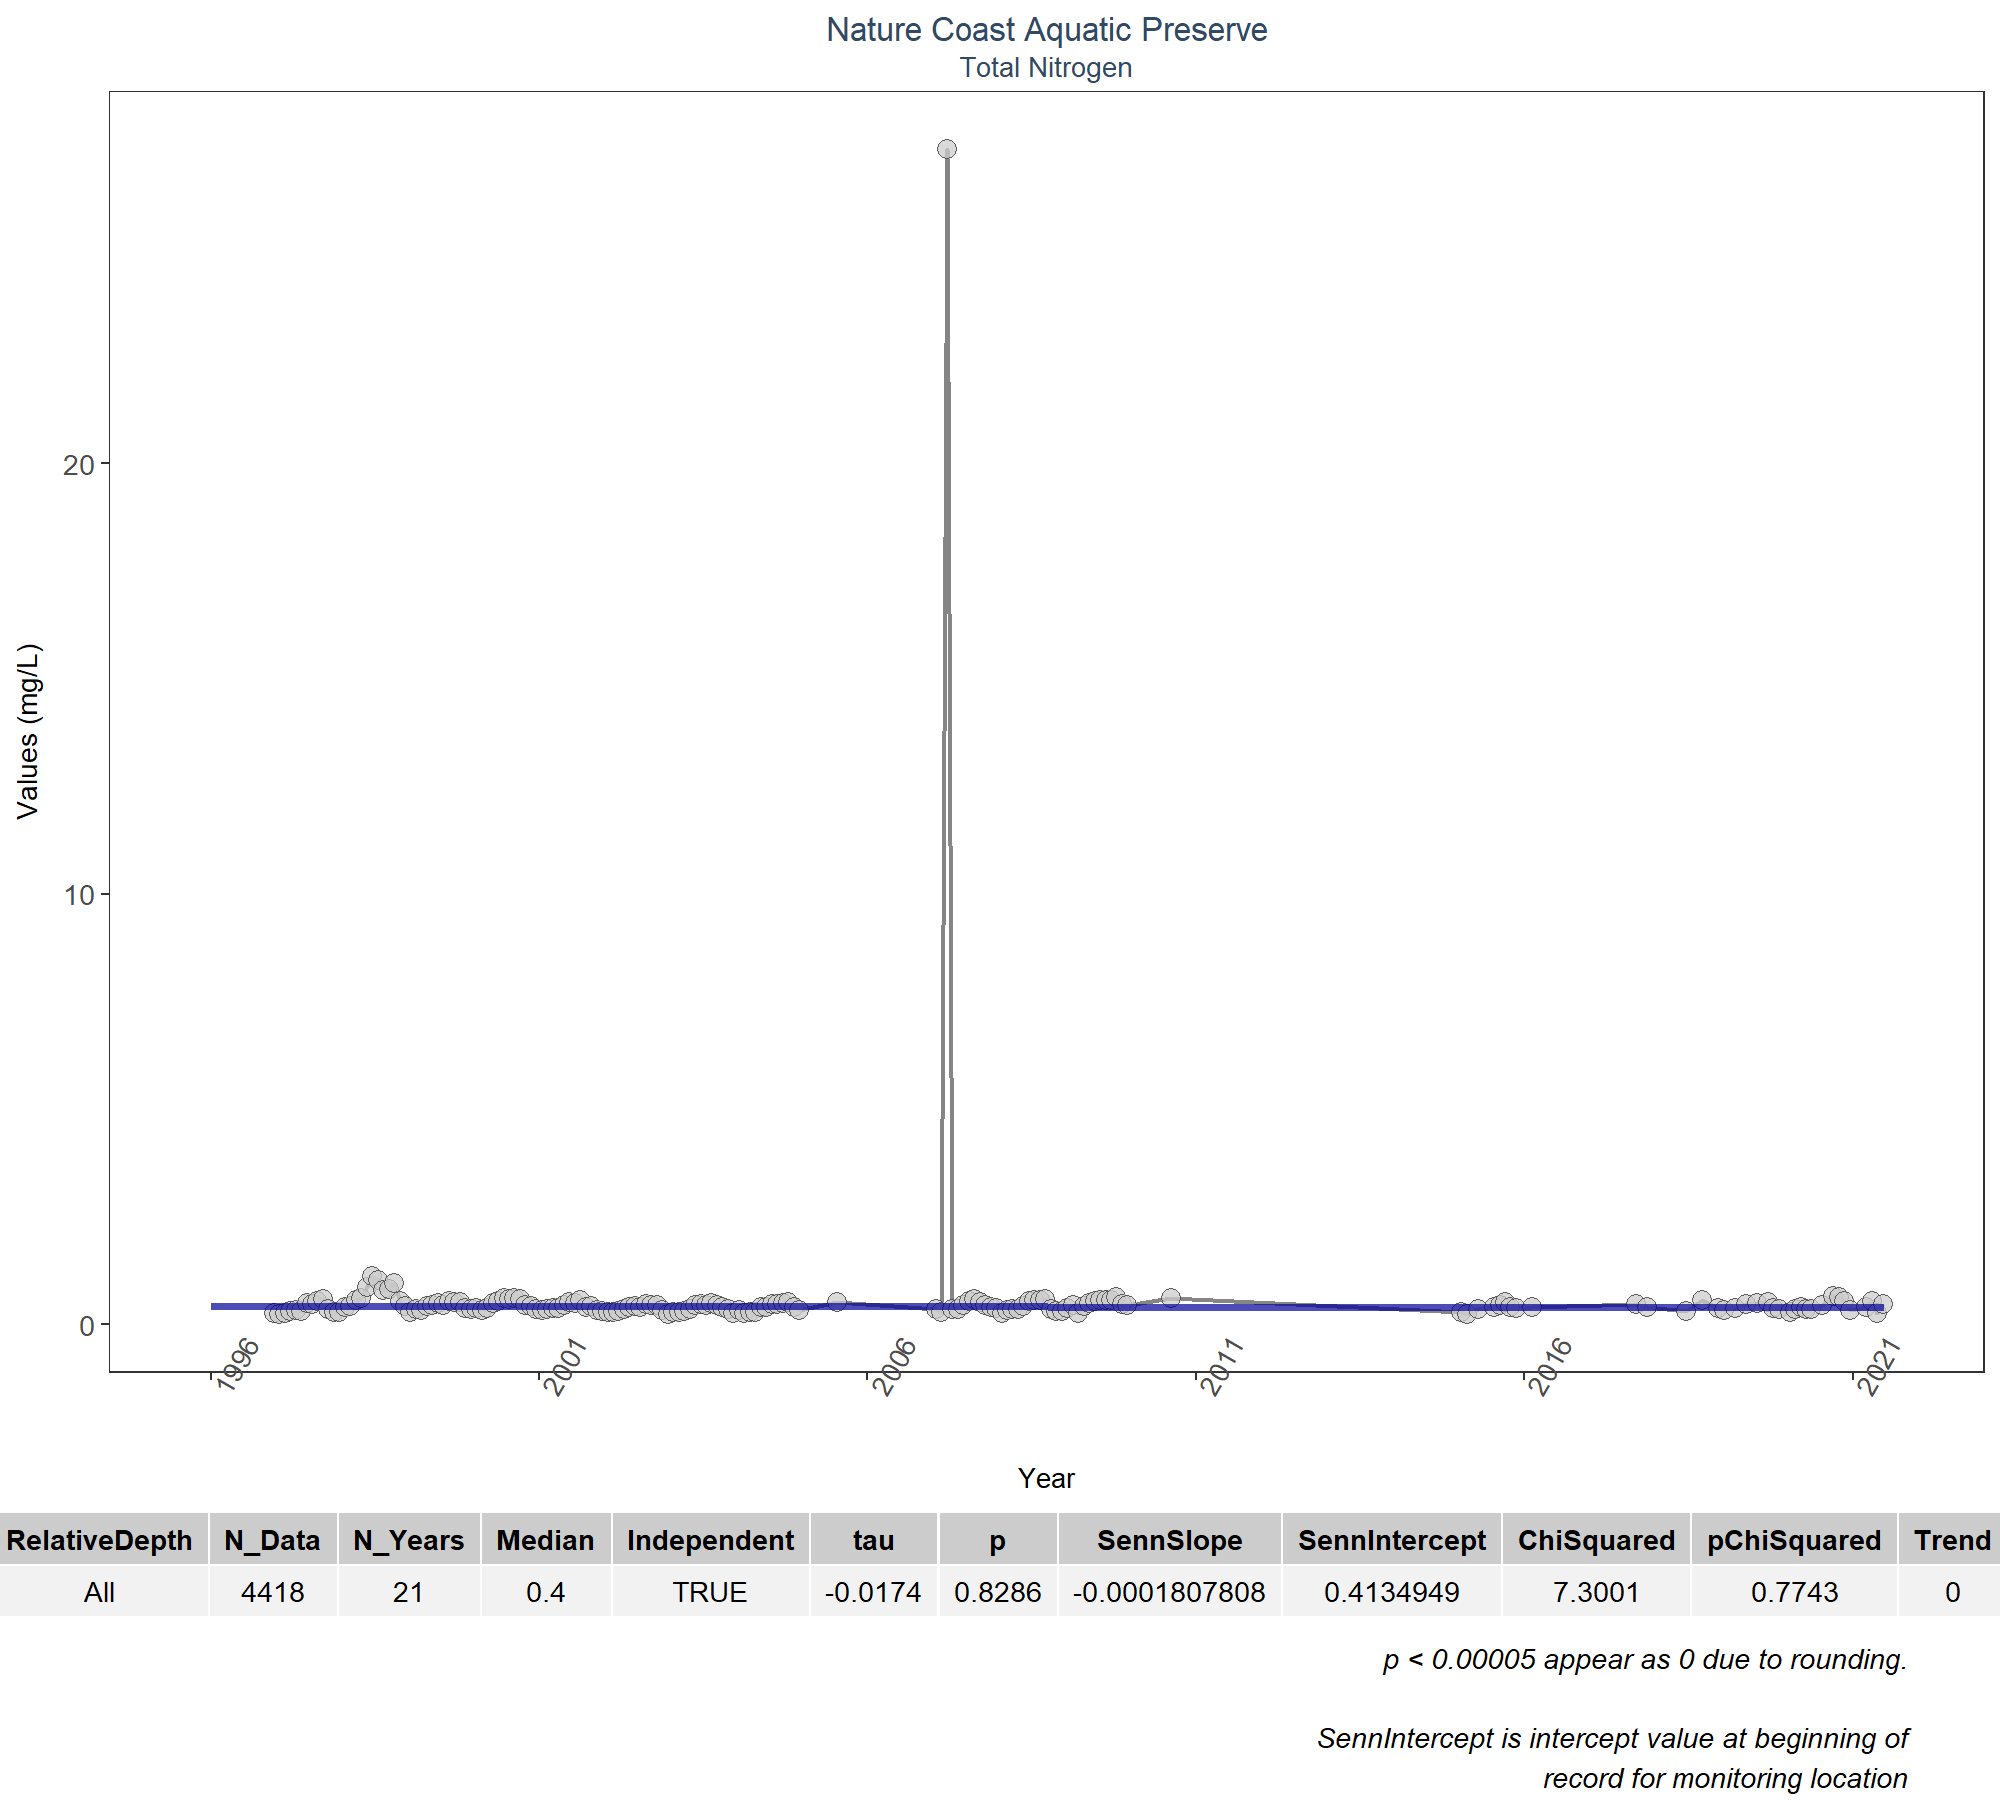 Nature Coast Aquatic Preserve
Total Nitrogen
Values (mg/L)
20
10
0
1996 2001 2006 2011 2016 2021
Year
RelativeDepth N_Data N_Years Median Independent tau p SennSlope SennIntercept ChiSquared pChiSquared Trend
All 4418 21 0.4 TRUE -0.0174 0.8286 -0.0001807808 0.4134949 7.3001 0.7743 0
p < 0.00005 appear as 0 due to rounding.
SennIntercept is intercept value at beginning of
record for monitoring location